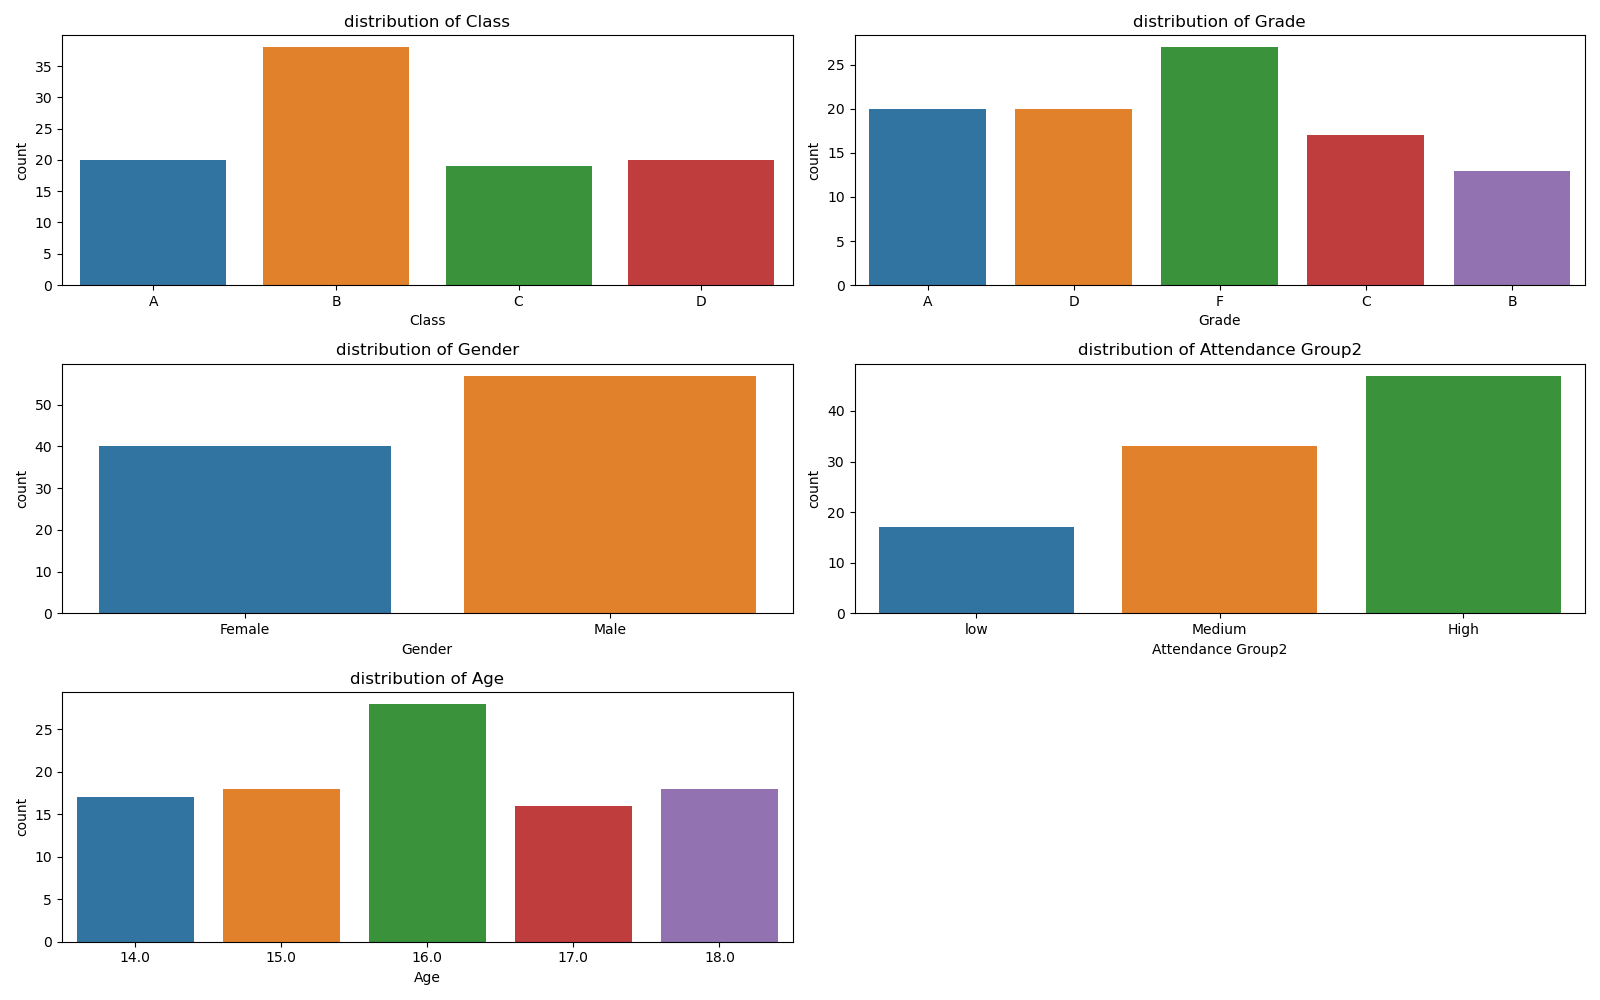 distribution of Class
35
30
25
20
15
10
5
0
count
A B C D
Class
distribution of Grade
25
20
15
10
5
0
count
A D F C B
Grade
distribution of Gender
50
40
30
20
10
0
count
Female Male
Gender
distribution of Attendance Group2
40
30
20
10
0
count
low Medium High
Attendance Group2
distribution of Age
25
20
15
10
5
0
count
14.0 15.0 16.0 17.0 18.0
Age